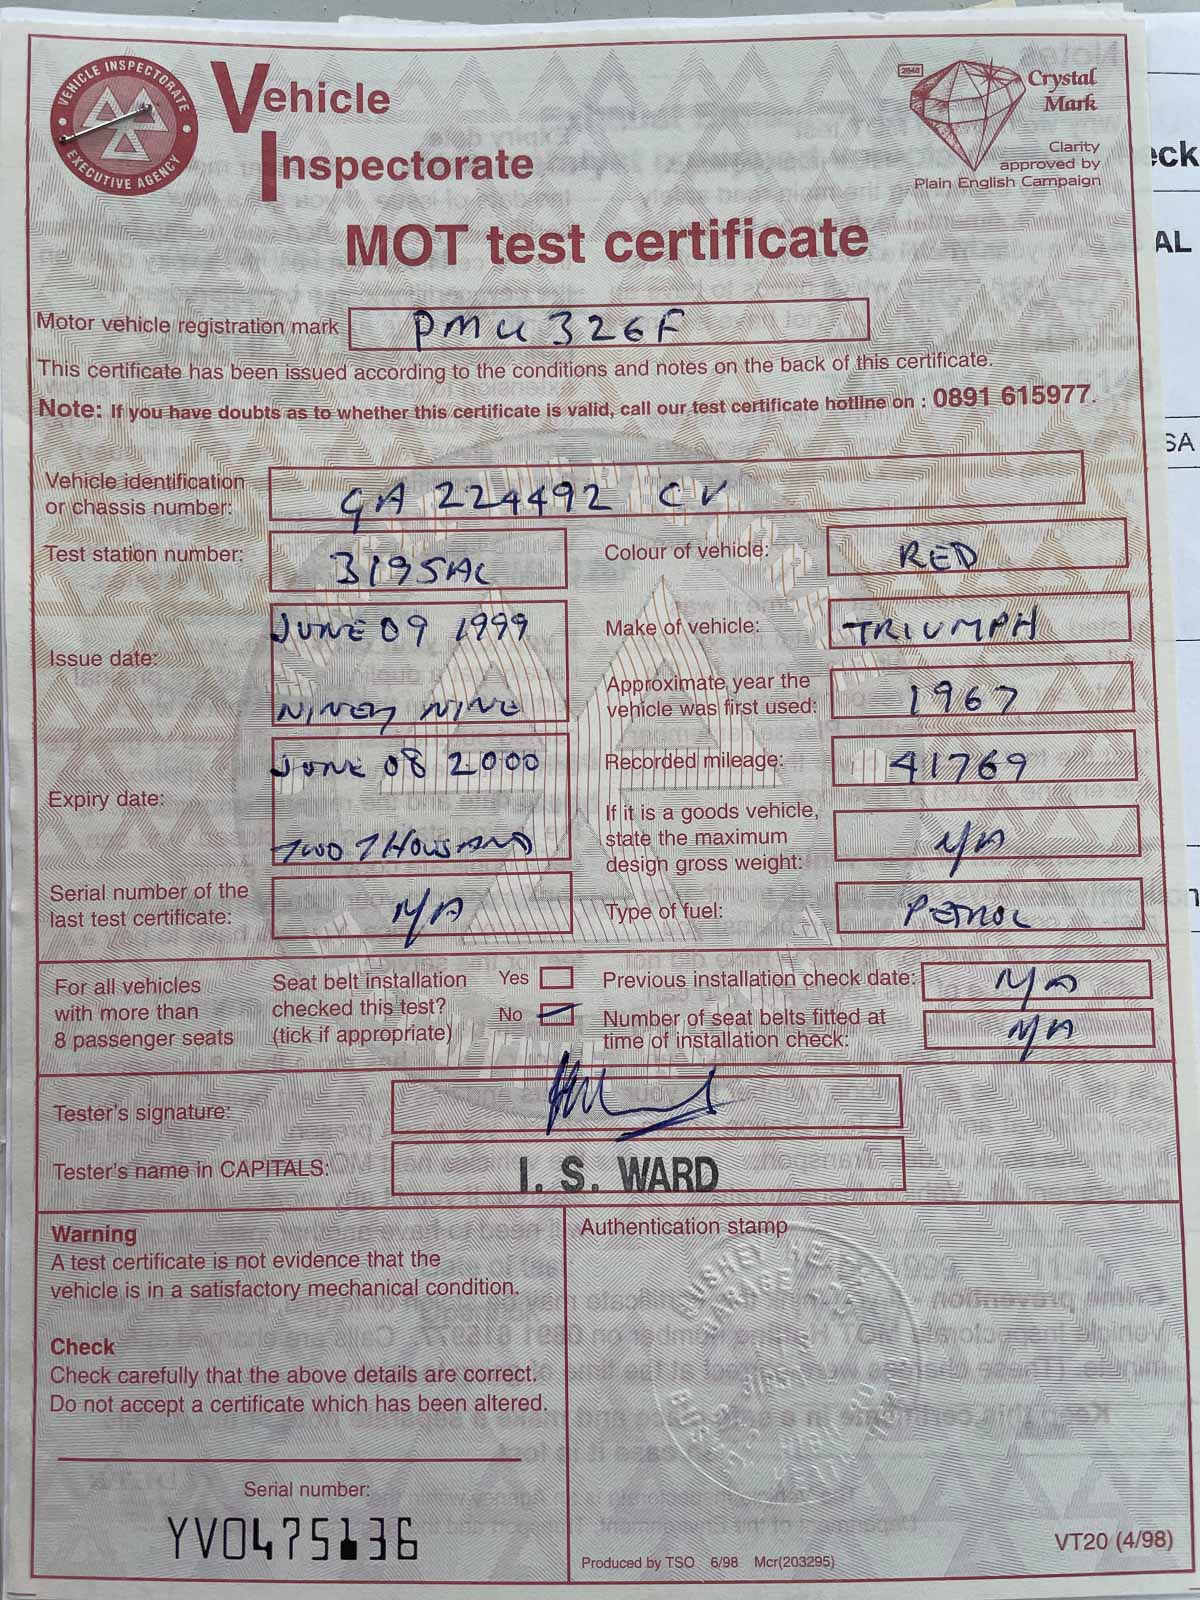 VEHICLE INSPECTORATE
EXECUTIVE AGENCY
Vehicle
Inspectorate
2848
Crystal
Mark
Clarity
approved by
Plain English Campaign
MOT test certificate
Motor vehicle registration mark PMU 326F
This certificate has been issued according to the conditions and notes on the back of this certificate.
Note: If you have doubts as to whether this certificate is valid, call our test certificate hotline on : 0891 615977.
Vehicle identification
or chassis number: GA 224492 CV
Test station number: 3195AC
Colour of vehicle: RED
Issue date: JUNE 09 1999
NINETY NINE
Make of vehicle: TRIUMPH
Approximate year the
vehicle was first used: 1967
Expiry date: JUNE 08 2000
TWO THOUSAND
Recorded mileage: 41769
If it is a goods vehicle,
state the maximum
design gross weight: N/A
Serial number of the
last test certificate: N/A
Type of fuel: PETROL
For all vehicles
with more than
8 passenger seats
Seat belt installation
checked this test?
(tick if appropriate)
Yes
No
Previous installation check date: N/A
Number of seat belts fitted at
time of installation check: N/A
Tester's signature:
Tester's name in CAPITALS: I. S. WARD
Warning
A test certificate is not evidence that the
vehicle is in a satisfactory mechanical condition.
Check
Check carefully that the above details are correct.
Do not accept a certificate which has been altered.
Serial number:
YV0475136
Authentication stamp
Produced by TSO 6/98 Mcr(203295)
VT20 (4/98)
eck
AL
SA